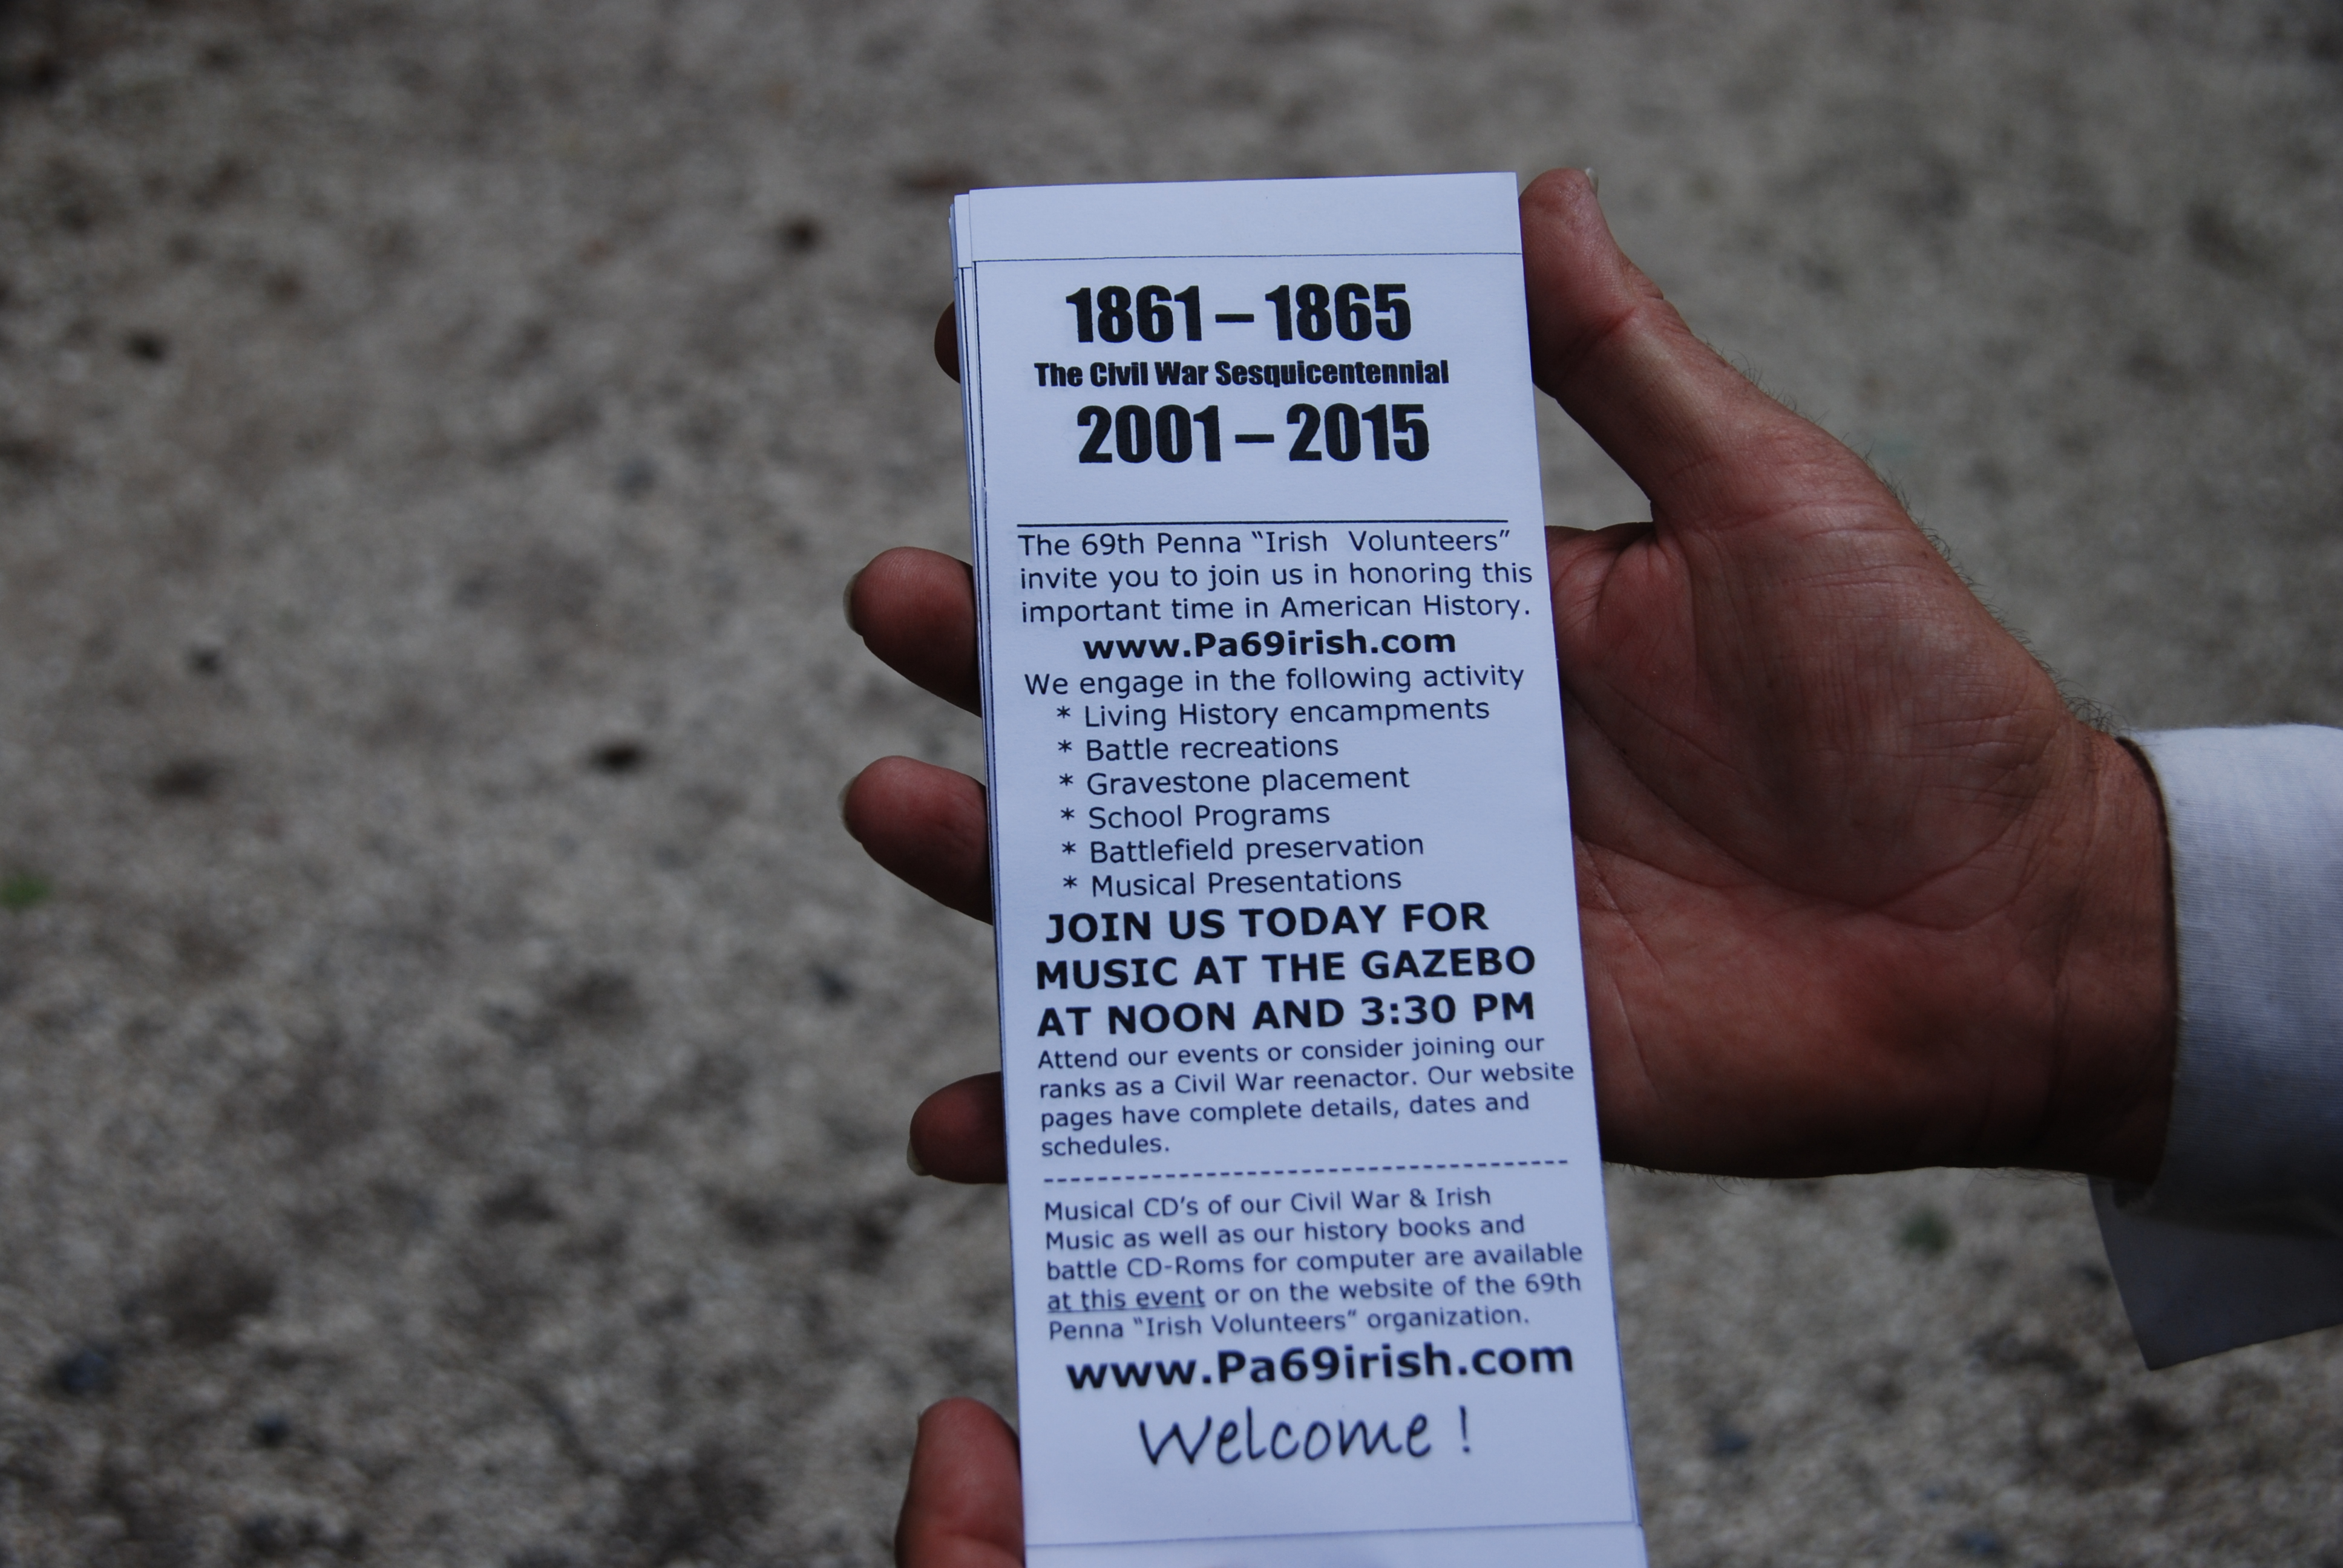 1861 – 1865
The Civil War Sesquicentennial
2001 – 2015
The 69th Penna “Irish Volunteers”
invite you to join us in honoring this
important time in American History.
www.Pa69irish.com
We engage in the following activity
* Living History encampments
* Battle recreations
* Gravestone placement
* School Programs
* Battlefield preservation
* Musical Presentations
JOIN US TODAY FOR
MUSIC AT THE GAZEBO
AT NOON AND 3:30 PM
Attend our events or consider joining our
ranks as a Civil War reenactor. Our website
pages have complete details, dates and
schedules.
------------------------------------
Musical CD’s of our Civil War & Irish
Music as well as our history books and
battle CD-Roms for computer are available
at this event or on the website of the 69th
Penna “Irish Volunteers” organization.
www.Pa69irish.com
Welcome !